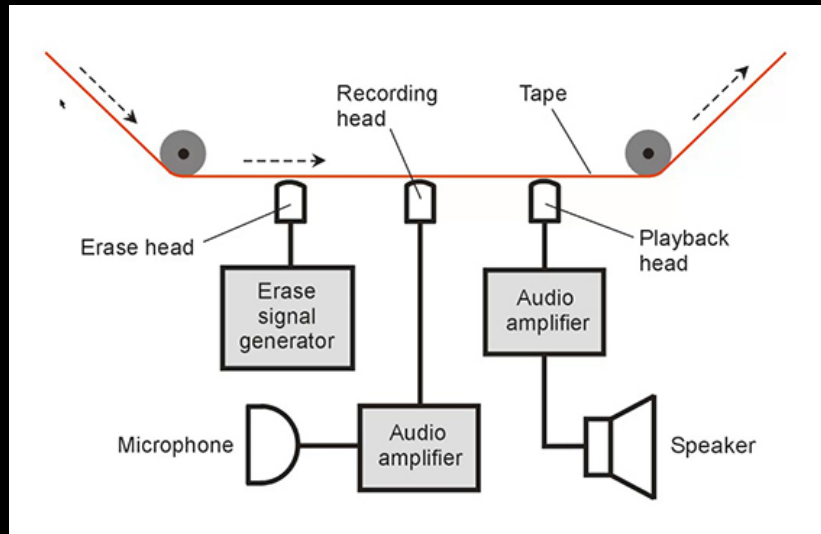 Recording
head
Tape
Erase head
Playback
head
Erase
signal
generator
Audio
amplifier
Microphone
Audio
amplifier
Speaker